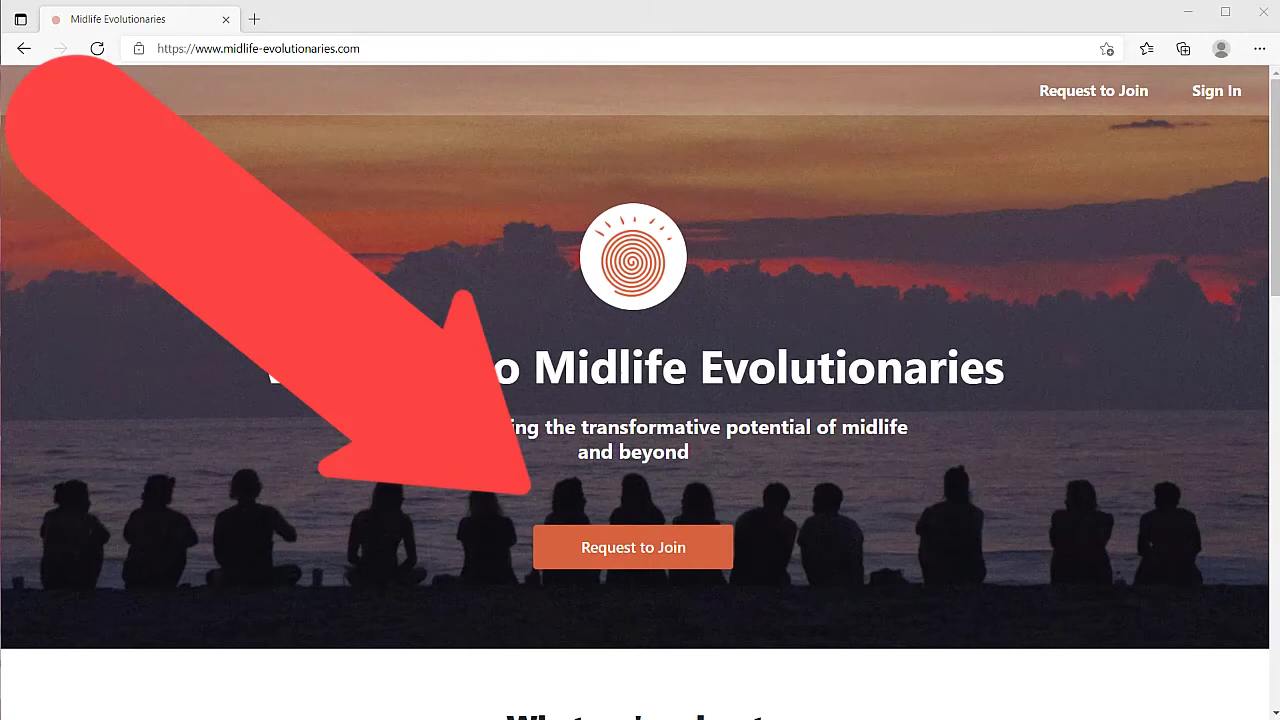 Midlife Evolutionaries
https://www.midlife-evolutionaries.com
Request to Join
Sign In
Midlife Evolutionaries
the transformative potential of midlife
and beyond
Request to Join